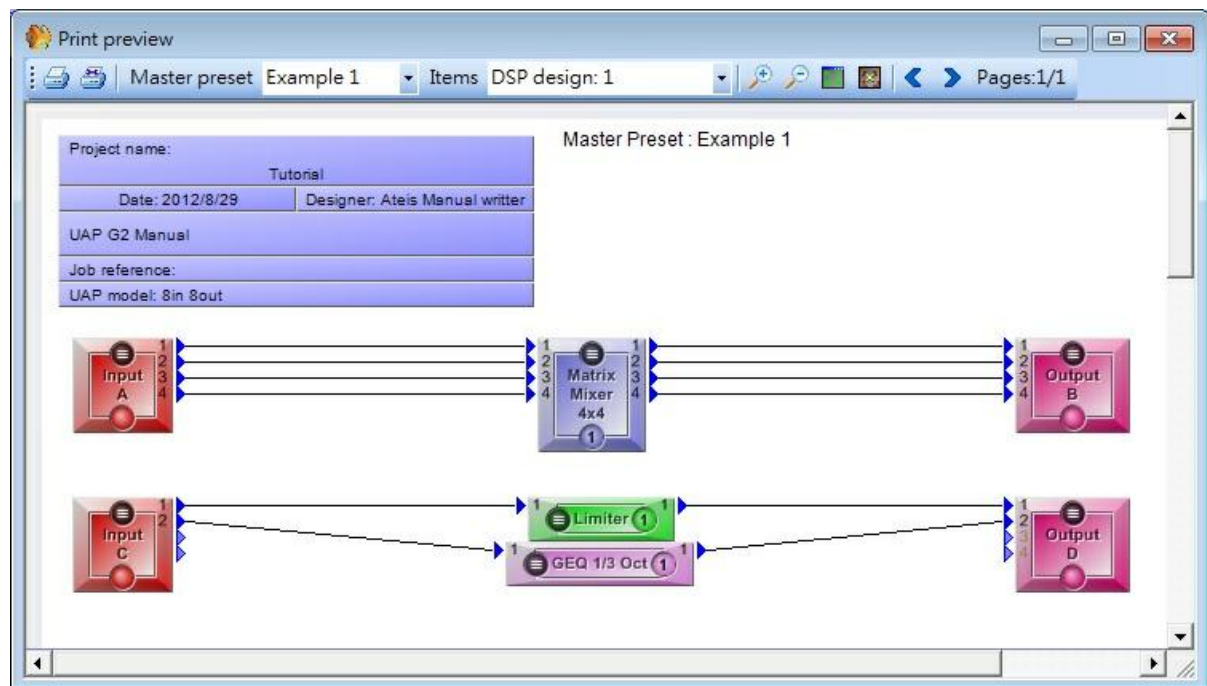 Print preview
Master preset Example 1 Items DSP design: 1 Pages:1/1
Master Preset : Example 1
Project name:
Tutorial
Date: 2012/8/29 Designer: Ateis Manual writter
UAP G2 Manual
Job reference:
UAP model: 8in 8out
1 1 1 1
2 2 2 2
Input 3 3 Matrix 3 3 Output
A 4 4 Mixer 4 4 B
4x4
1
1 1 Limiter 1 1 1
2 2
Input 3 Output
C 1 GEQ 1/3 Oct 1 1 4 D